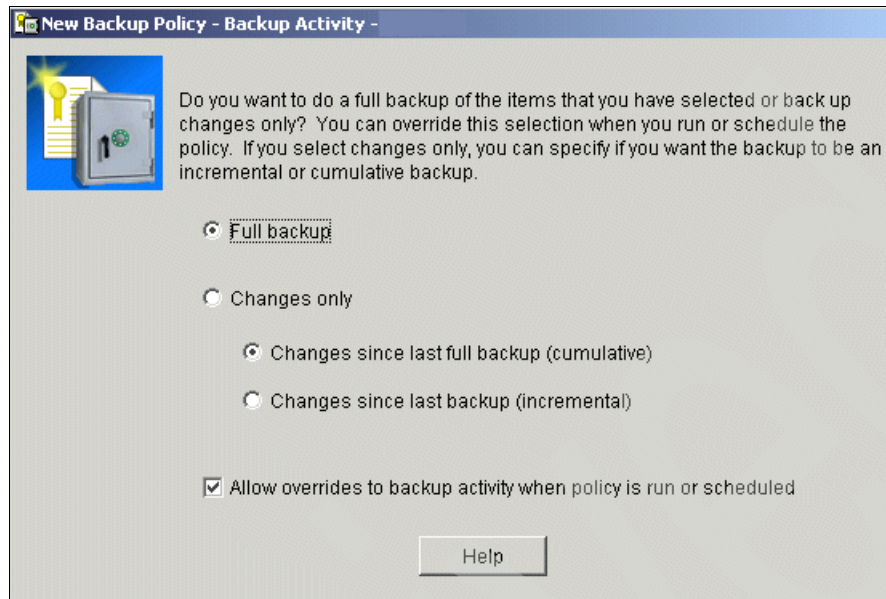 New Backup Policy - Backup Activity -
Do you want to do a full backup of the items that you have selected or back up
changes only? You can override this selection when you run or schedule the
policy. If you select changes only, you can specify if you want the backup to be an
incremental or cumulative backup.
Full backup
Changes only
Changes since last full backup (cumulative)
Changes since last backup (incremental)
Allow overrides to backup activity when policy is run or scheduled
Help